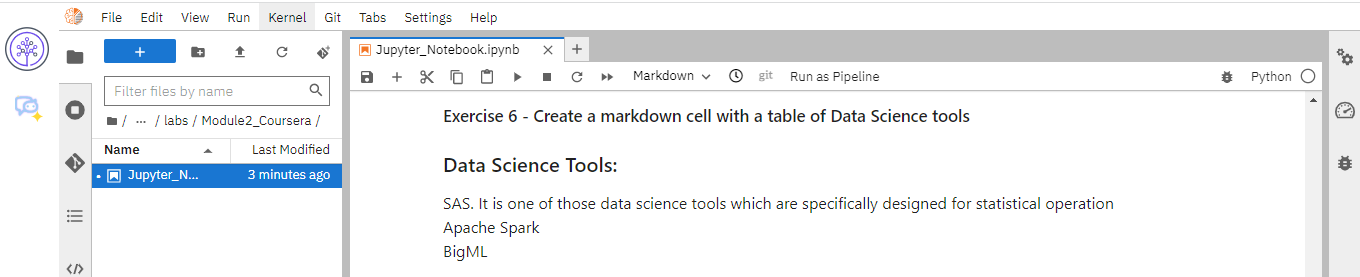 File Edit View Run Kernel Git Tabs Settings Help
+
Jupyter_Notebook.ipynb × +
Markdown git Run as Pipeline Python
Filter files by name
/ ··· / labs / Module2_Coursera /
Name Last Modified
Jupyter_N... 3 minutes ago
Exercise 6 - Create a markdown cell with a table of Data Science tools
Data Science Tools:
SAS. It is one of those data science tools which are specifically designed for statistical operation
Apache Spark
BigML